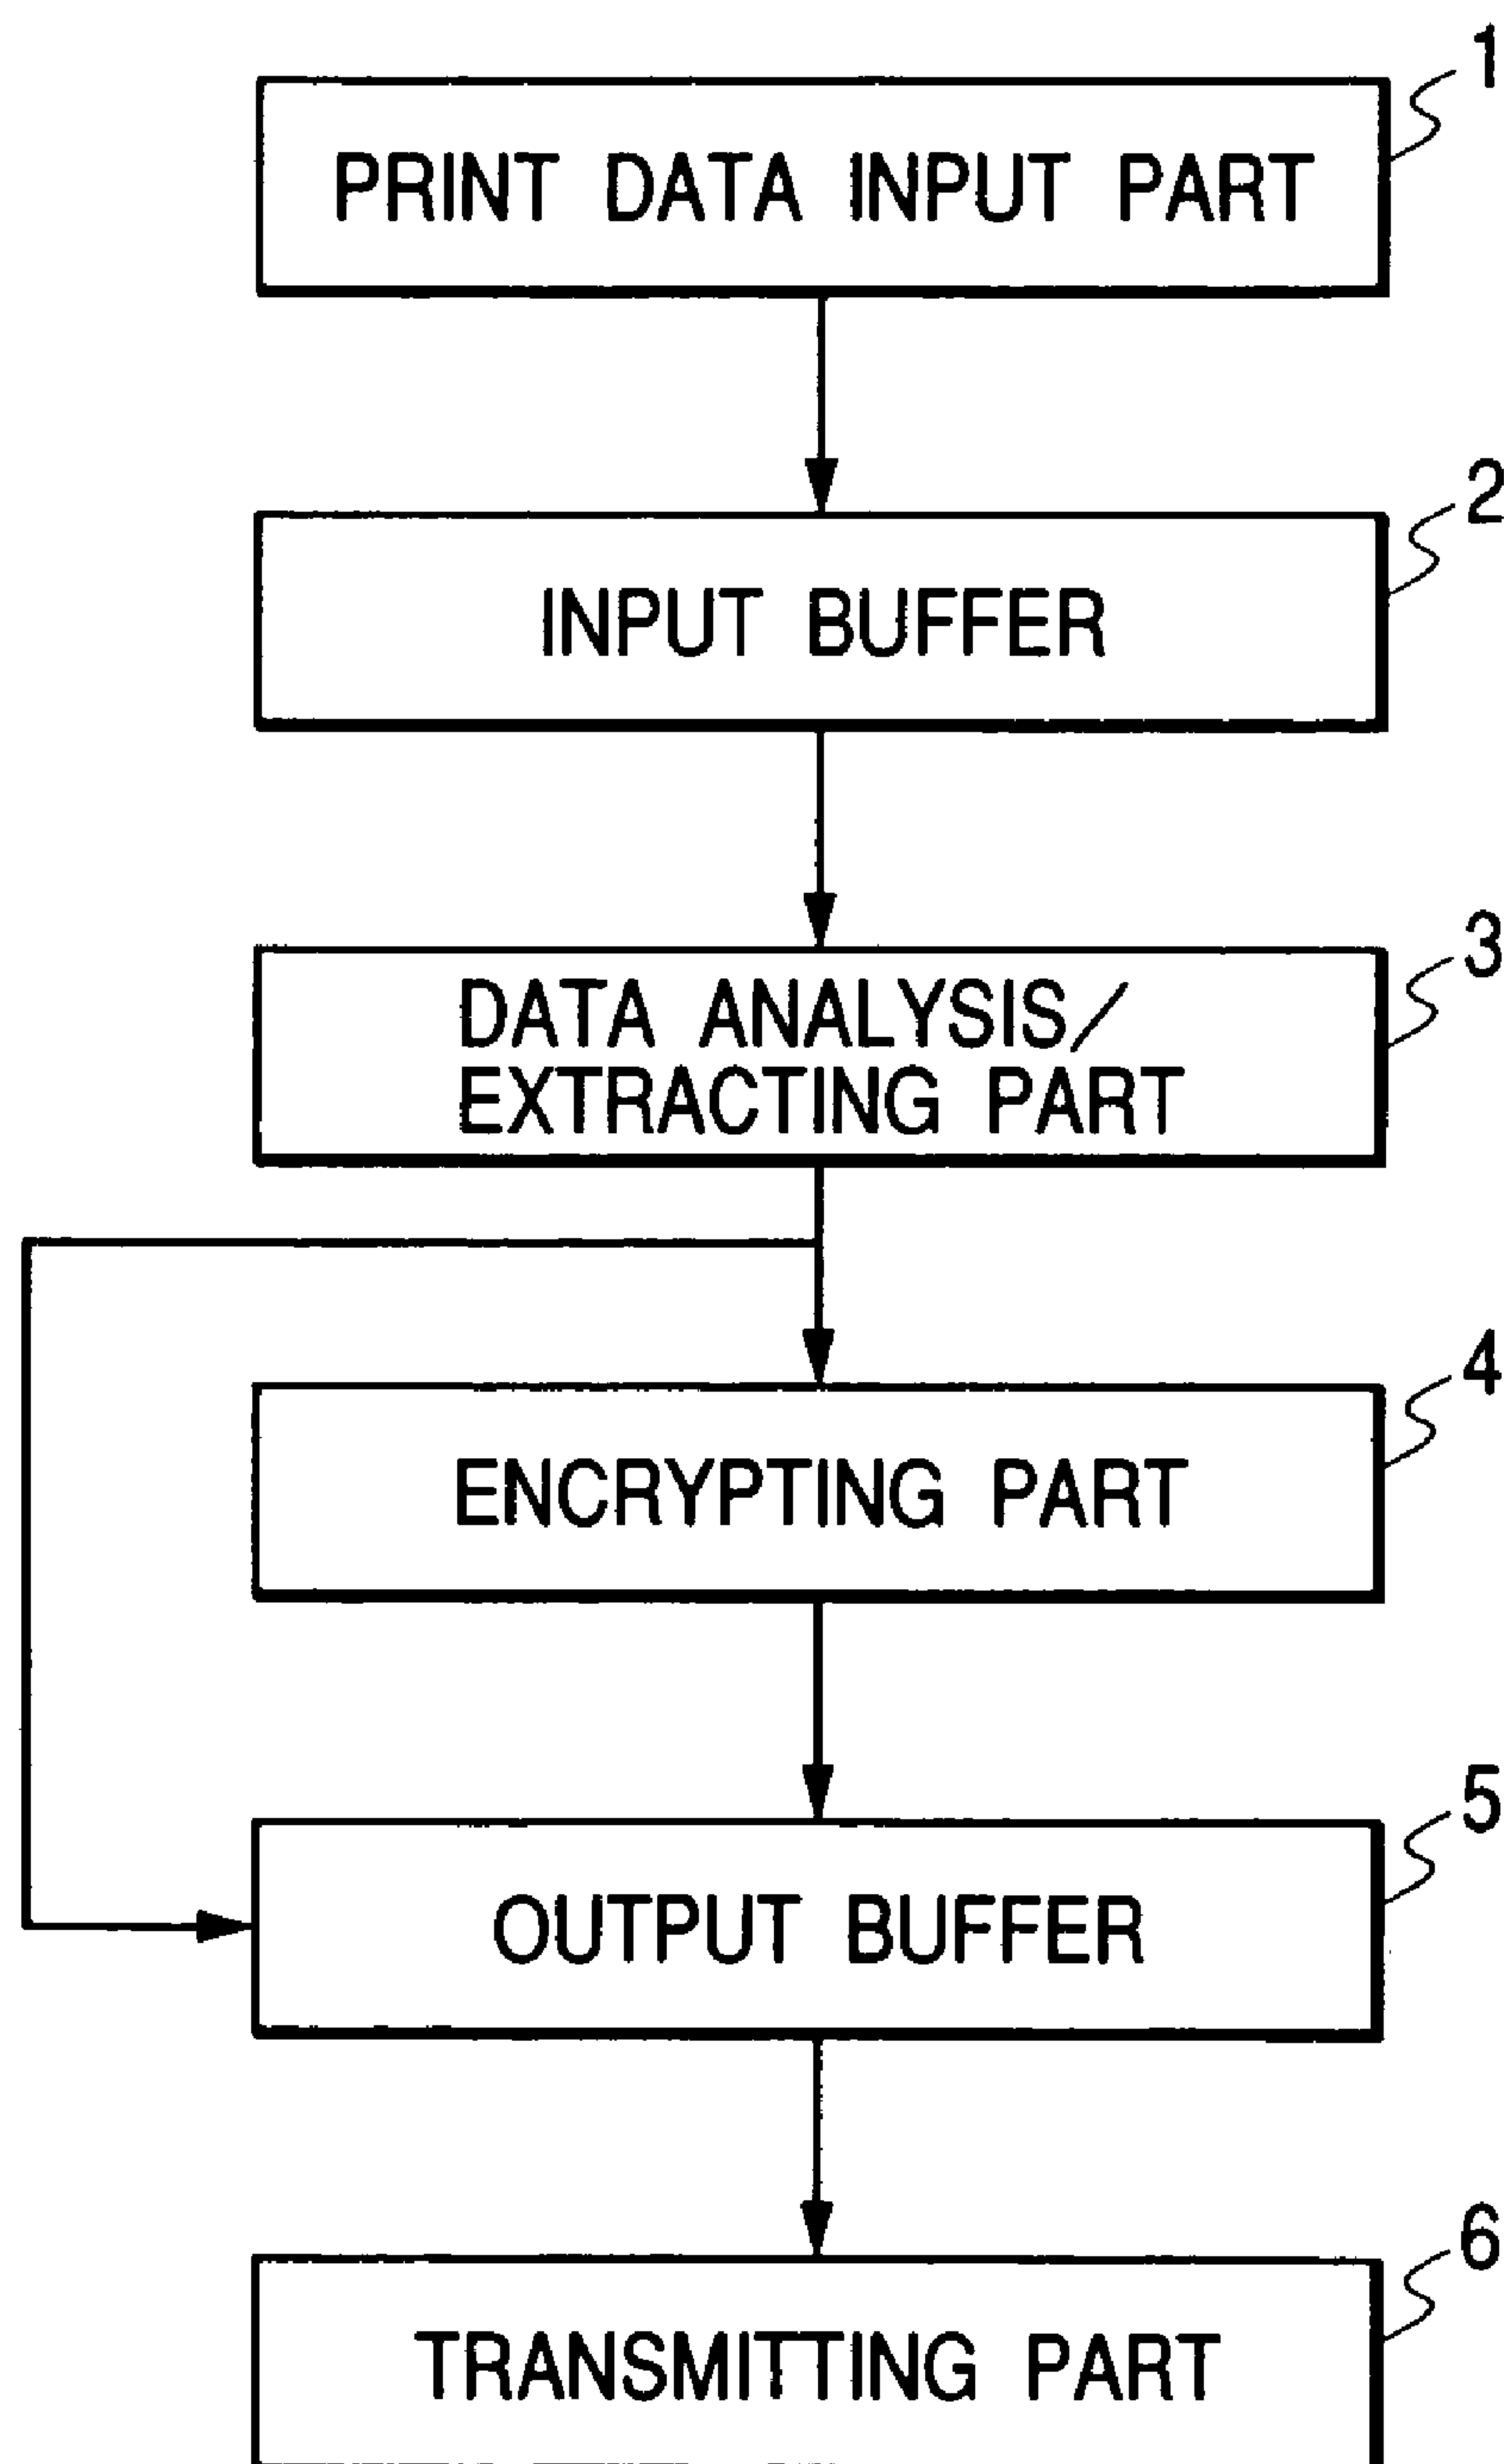 1
PRINT DATA INPUT PART
2
INPUT BUFFER
3
DATA ANALYSIS/
EXTRACTING PART
4
ENCRYPTING PART
5
OUTPUT BUFFER
6
TRANSMITTING PART